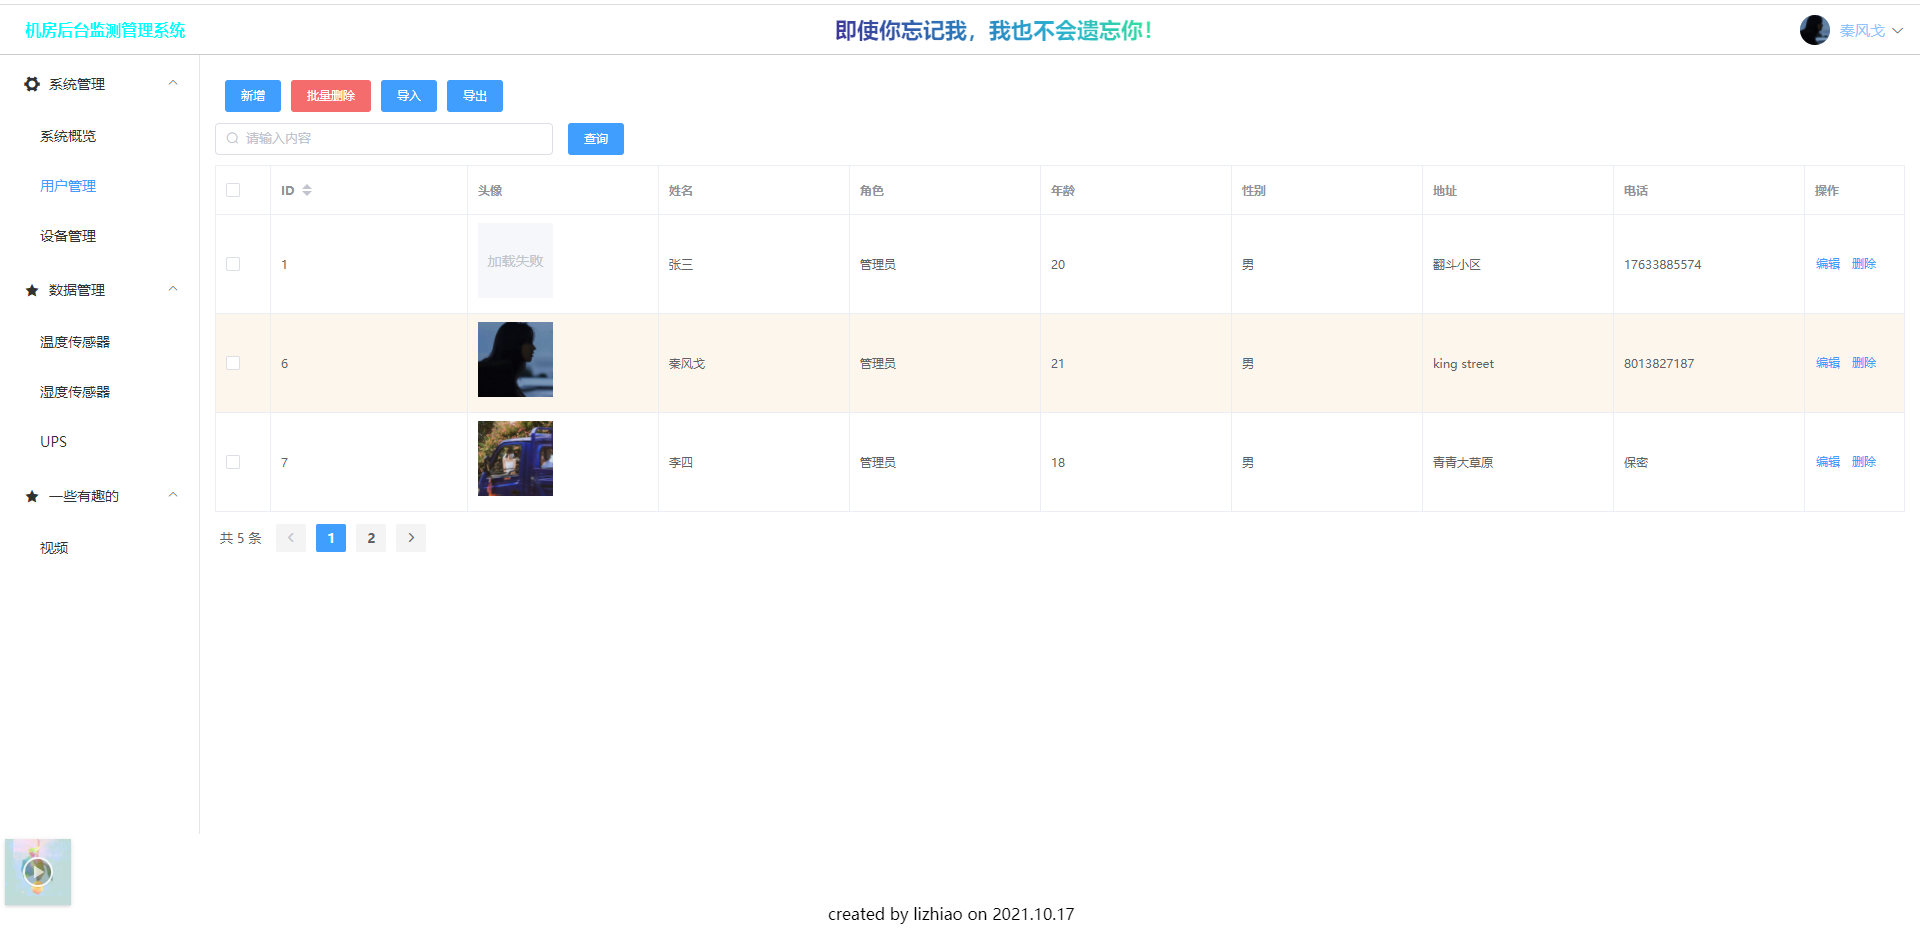 机房后台监测管理系统
即使你忘记我，我也不会遗忘你！
秦风戈
系统管理
系统概览
用户管理
设备管理
数据管理
温度传感器
湿度传感器
UPS
一些有趣的
视频
新增 批量删除 导入 导出
请输入内容 查询
ID 头像 姓名 角色 年龄 性别 地址 电话 操作
1 加载失败 张三 管理员 20 男 翻斗小区 17633885574 编辑 删除
6 秦风戈 管理员 21 男 king street 8013827187 编辑 删除
7 李四 管理员 18 男 青青大草原 保密 编辑 删除
共 5 条 1 2
created by lizhiao on 2021.10.17